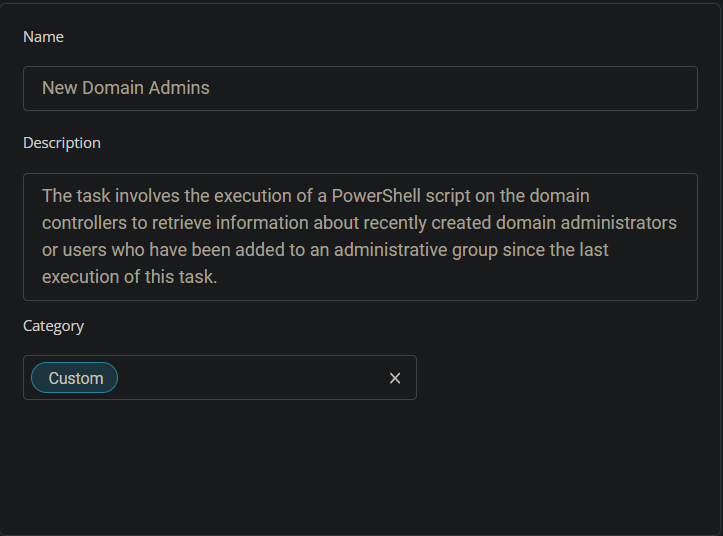 Name
New Domain Admins
Description
The task involves the execution of a PowerShell script on the domain
controllers to retrieve information about recently created domain administrators
or users who have been added to an administrative group since the last
execution of this task.
Category
Custom